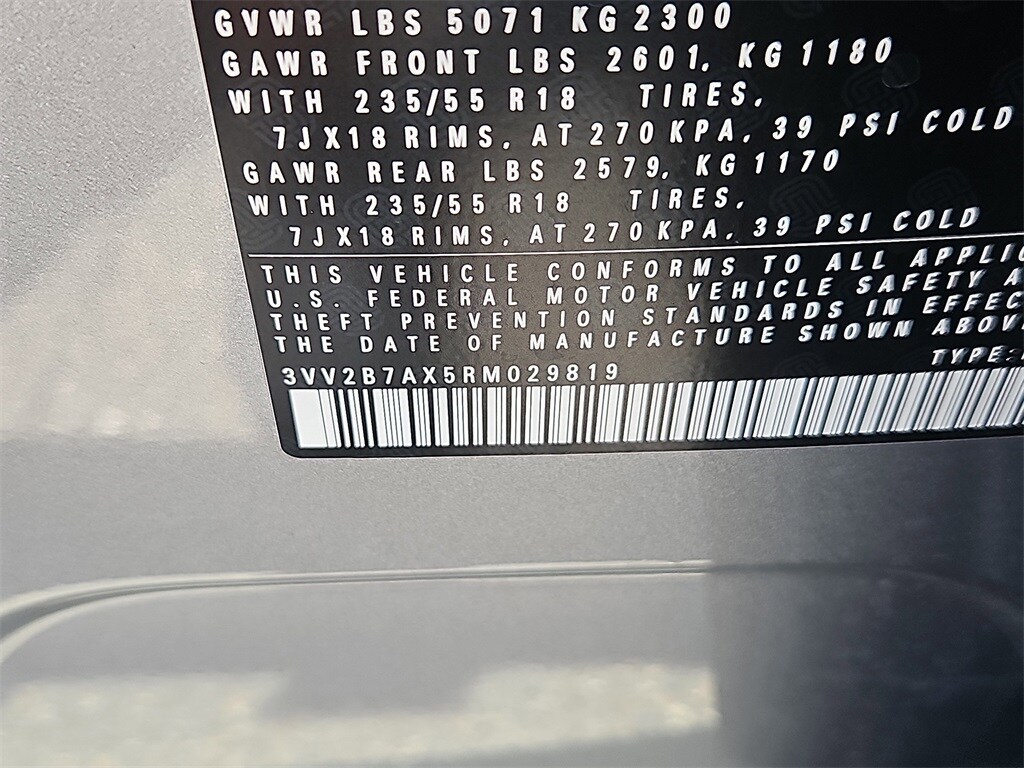 GVWR LBS 5071 KG 2300
GAWR FRONT LBS 2601, KG 1180
WITH 235/55 R18 TIRES,
7JX18 RIMS, AT 270 KPA, 39 PSI COLD
GAWR REAR LBS 2579, KG 1170
WITH 235/55 R18 TIRES,
7JX18 RIMS, AT 270 KPA, 39 PSI COLD
THIS VEHICLE CONFORMS TO ALL APPLIC
U.S. FEDERAL MOTOR VEHICLE SAFETY A
THEFT PREVENTION STANDARDS IN EFFEC
THE DATE OF MANUFACTURE SHOWN ABOV
TYPE:
3VV2B7AX5RM029819